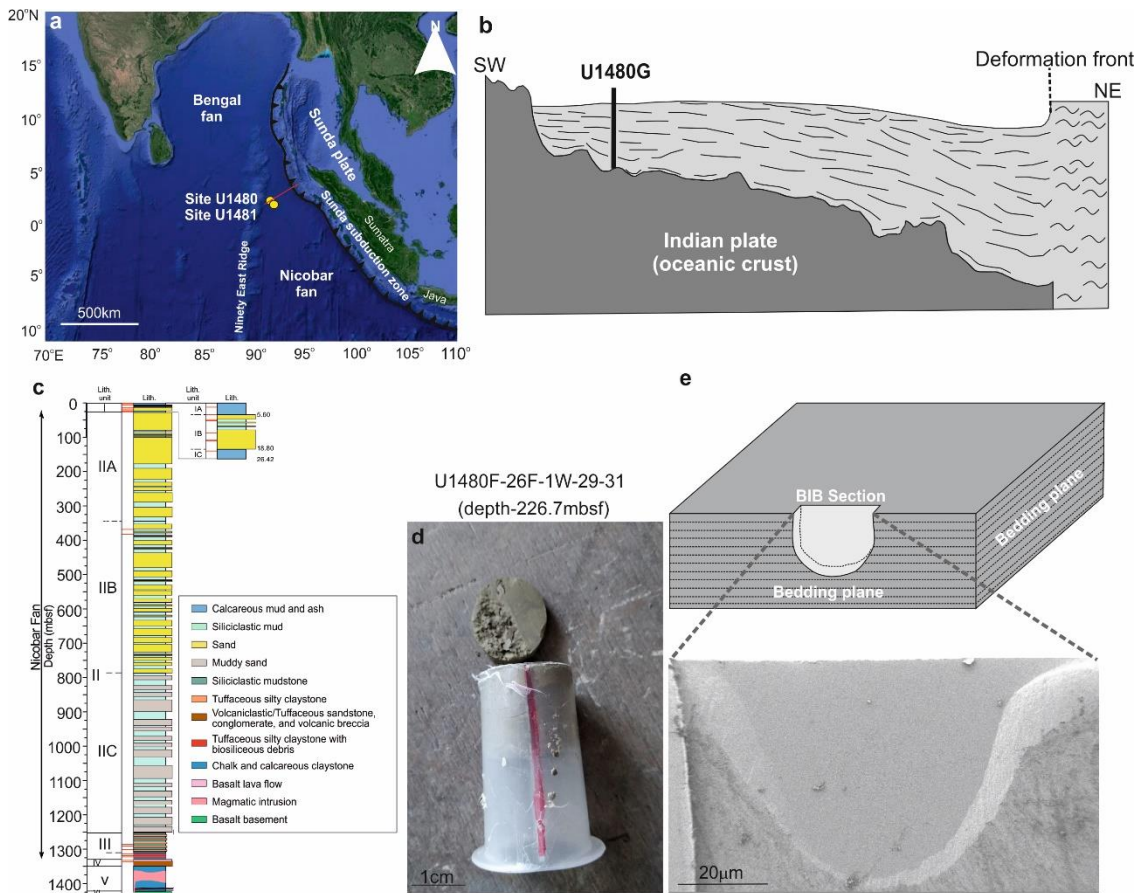 a
20°N
15°
10°
5°
0°
5°
10°
70°E
75°
80°
85°
90°
95°
100°
105°
110°
N
Bengal
fan
Sunda plate
Site U1480
Site U1481
Sunda subduction zone
Sumatra
Java
Ninety East Ridge
Nicobar
fan
500km
b
SW
U1480G
Deformation front
NE
Indian plate
(oceanic crust)
c
Lith.
unit
Lith.
Lith.
unit
Lith.
IA
5.60
IB
IC
26.42
Nicobar Fan
Depth (mbsf)
0
100
200
300
400
500
600
700
800
900
1000
1100
1200
1300
1400
I
IIA
IIB
II
IIC
III
IV
V
Calcareous mud and ash
Siliciclastic mud
Sand
Muddy sand
Siliciclastic mudstone
Tuffaceous silty claystone
Volcaniclastic/Tuffaceous sandstone,
conglomerate, and volcanic breccia
Tuffaceous silty claystone with
biosiliceous debris
Chalk and calcareous claystone
Basalt lava flow
Magmatic intrusion
Basalt basement
U1480F-26F-1W-29-31
(depth-226.7mbsf)
d
1cm
e
BIB Section
Bedding plane
Bedding plane
20μm